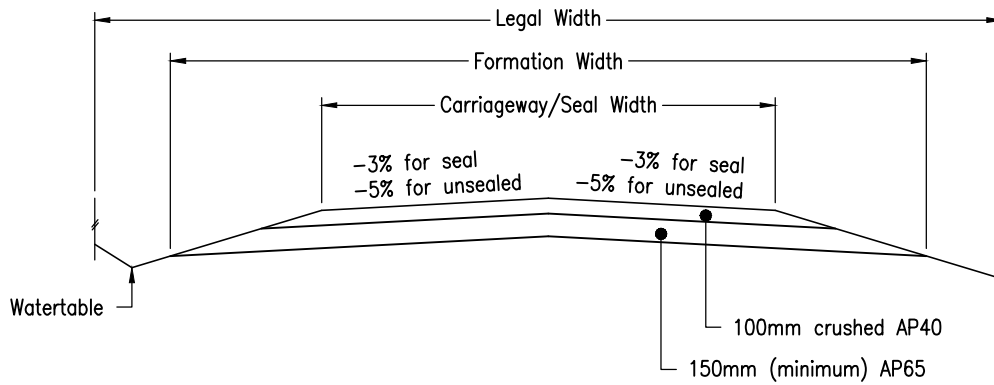 Legal Width
Formation Width
Carriageway/Seal Width
-3% for seal
-5% for unsealed
-3% for seal
-5% for unsealed
Watertable
100mm crushed AP40
150mm (minimum) AP65